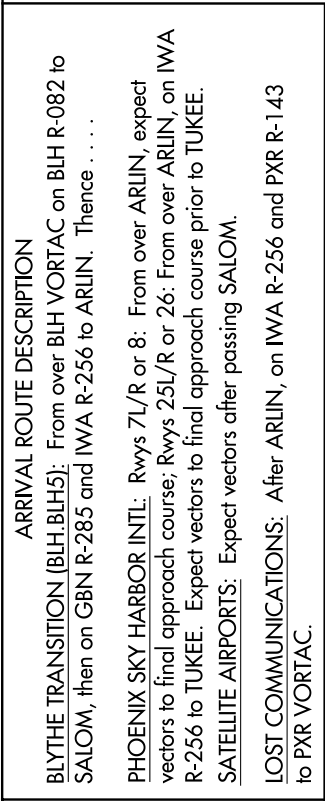 ARRIVAL ROUTE DESCRIPTION
BLYTHE TRANSITION (BLH.BLH5): From over BLH VORTAC on BLH R-082 to
SALOM, then on GBN R-285 and IWA R-256 to ARLIN. Thence . . . .
PHOENIX SKY HARBOR INTL: Rwys 7L/R or 8: From over ARLIN, expect
vectors to final approach course; Rwys 25L/R or 26: From over ARLIN, on IWA
R-256 to TUKEE. Expect vectors to final approach course prior to TUKEE.
SATELLITE AIRPORTS: Expect vectors after passing SALOM.
LOST COMMUNICATIONS: After ARLIN, on IWA R-256 and PXR R-143
to PXR VORTAC.